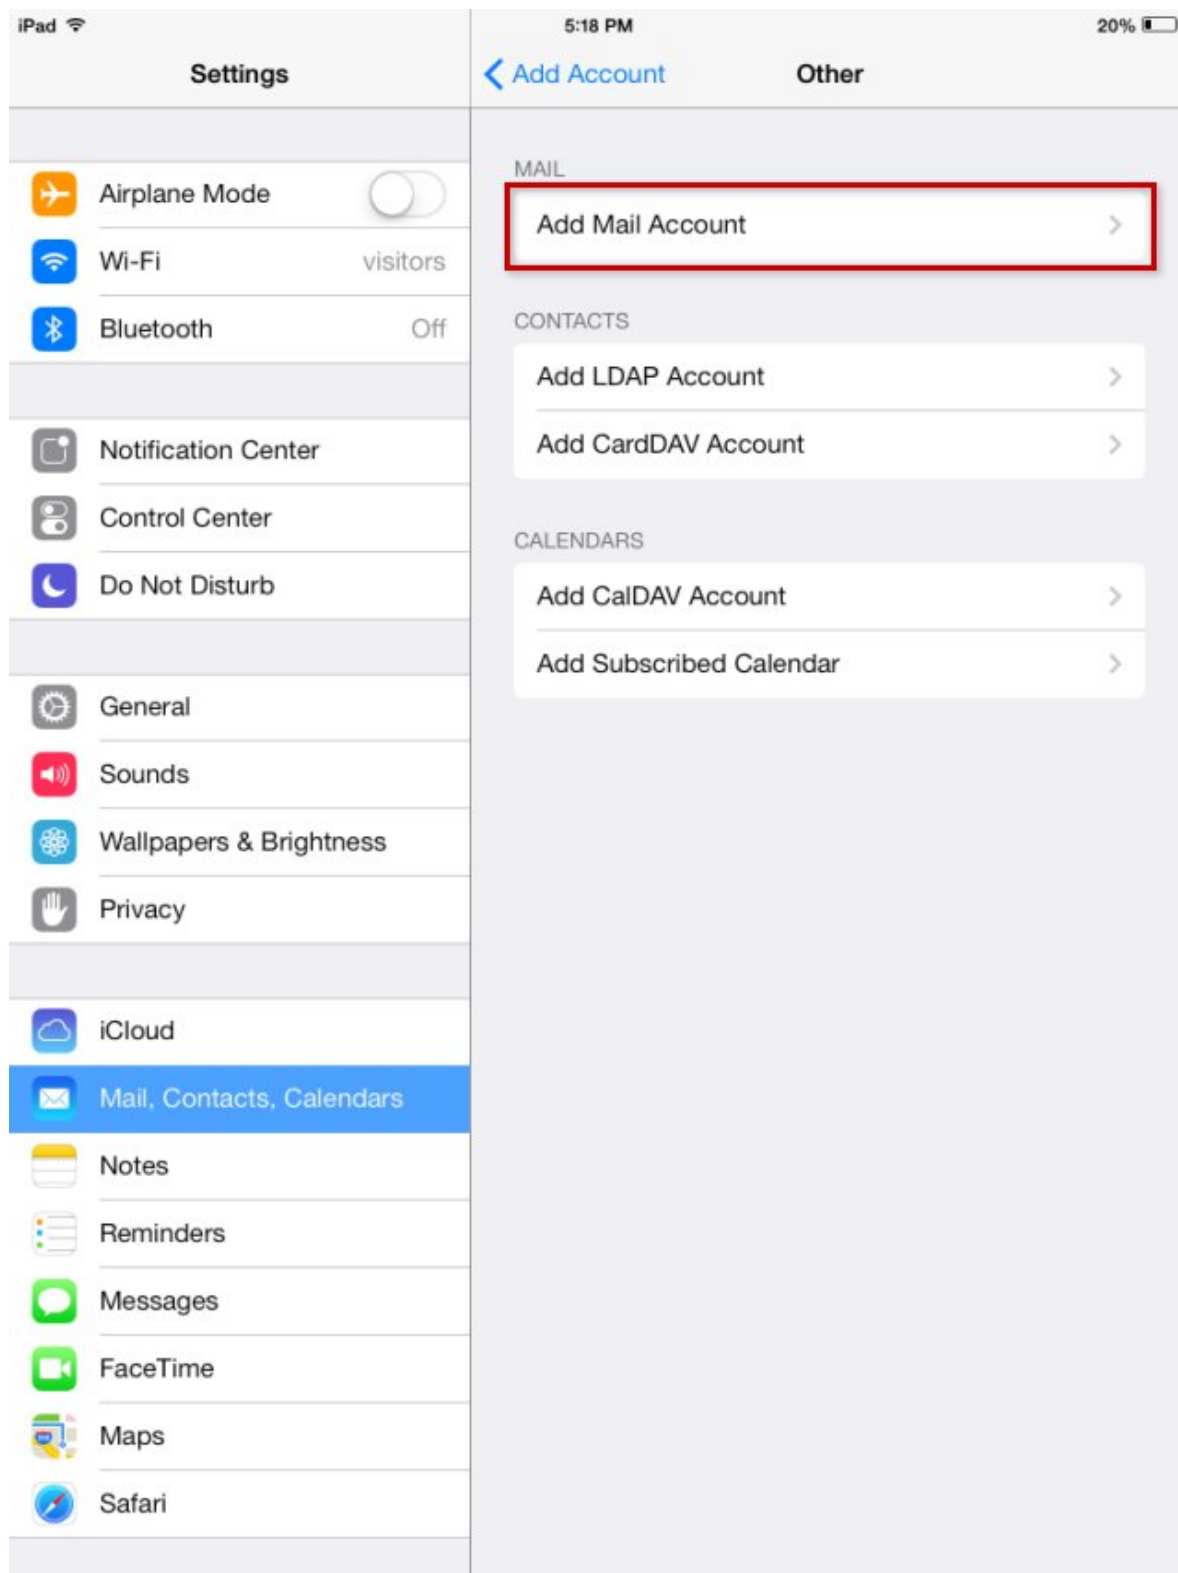 iPad 5:18 PM 20%
Settings
Airplane Mode
Wi-Fi visitors
Bluetooth Off
Notification Center
Control Center
Do Not Disturb
General
Sounds
Wallpapers & Brightness
Privacy
iCloud
Mail, Contacts, Calendars
Notes
Reminders
Messages
FaceTime
Maps
Safari
Add Account Other
MAIL
Add Mail Account
CONTACTS
Add LDAP Account
Add CardDAV Account
CALENDARS
Add CalDAV Account
Add Subscribed Calendar